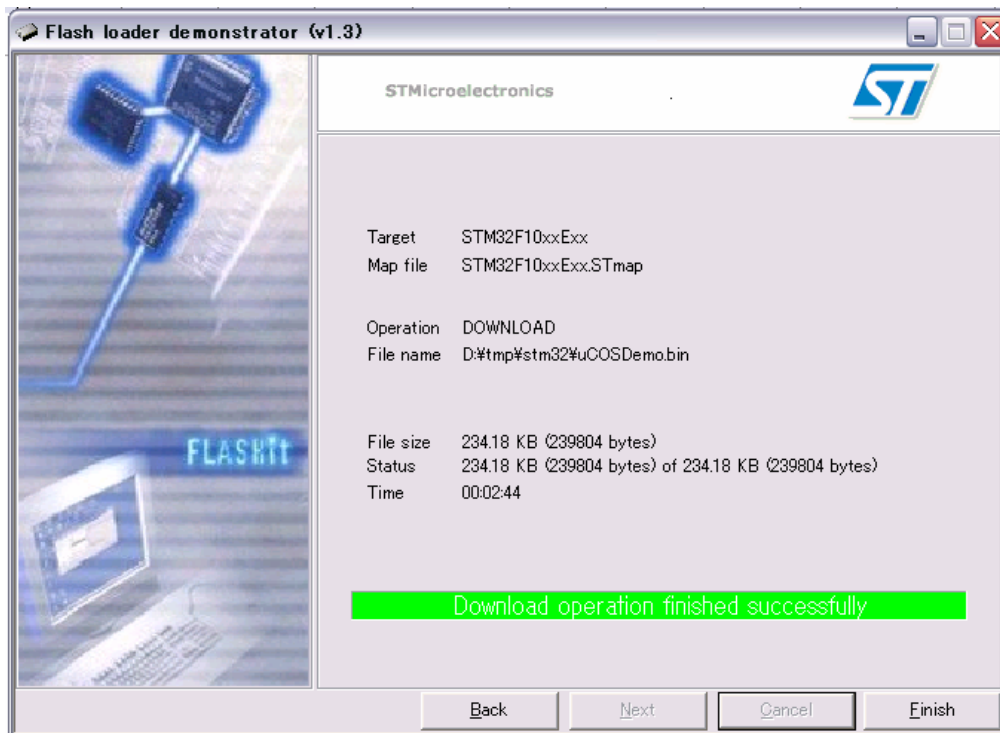 Flash loader demonstrator (v1.3)
STMicroelectronics
ST
Target STM32F10xxExx
Map file STM32F10xxExx.STmap
Operation DOWNLOAD
File name D:¥tmp¥stm32¥uCOSDemo.bin
FLASHit
File size 234.18 KB (239804 bytes)
Status 234.18 KB (239804 bytes) of 234.18 KB (239804 bytes)
Time 00:02:44
Download operation finished successfully
Back Next Cancel Finish